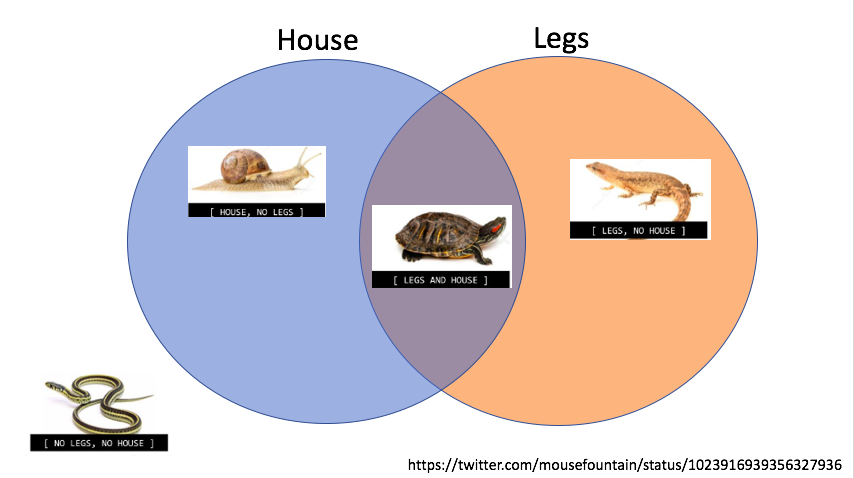 House
Legs
[ HOUSE, NO LEGS ]
[ LEGS, NO HOUSE ]
[ LEGS AND HOUSE ]
[ NO LEGS, NO HOUSE ]
https://twitter.com/mousefountain/status/1023916939356327936